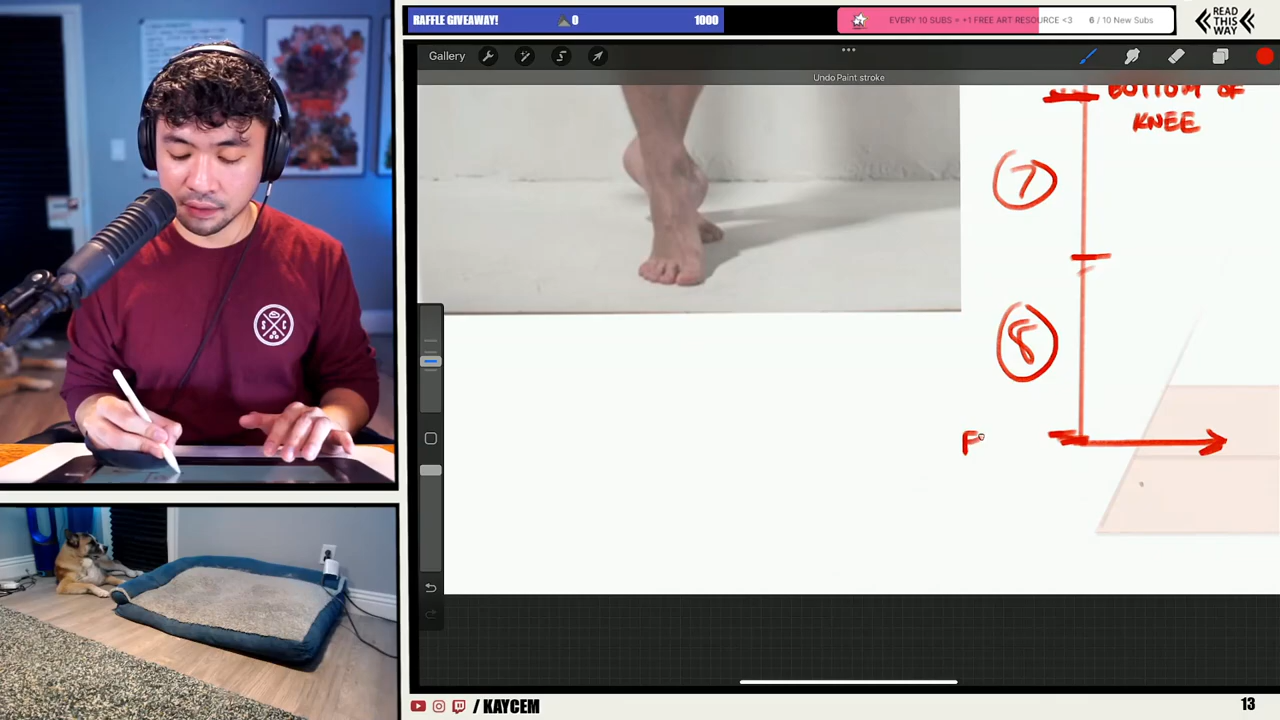 RAFFLE GIVEAWAY!
0
1000
EVERY 10 SUBS = +1 FREE ART RESOURCE <3
6 / 10 New Subs
READ
THIS
WAY
Gallery
Undo Paint stroke
BOTTOM OF
KNEE
7
8
F
S C
/ KAYCEM
13